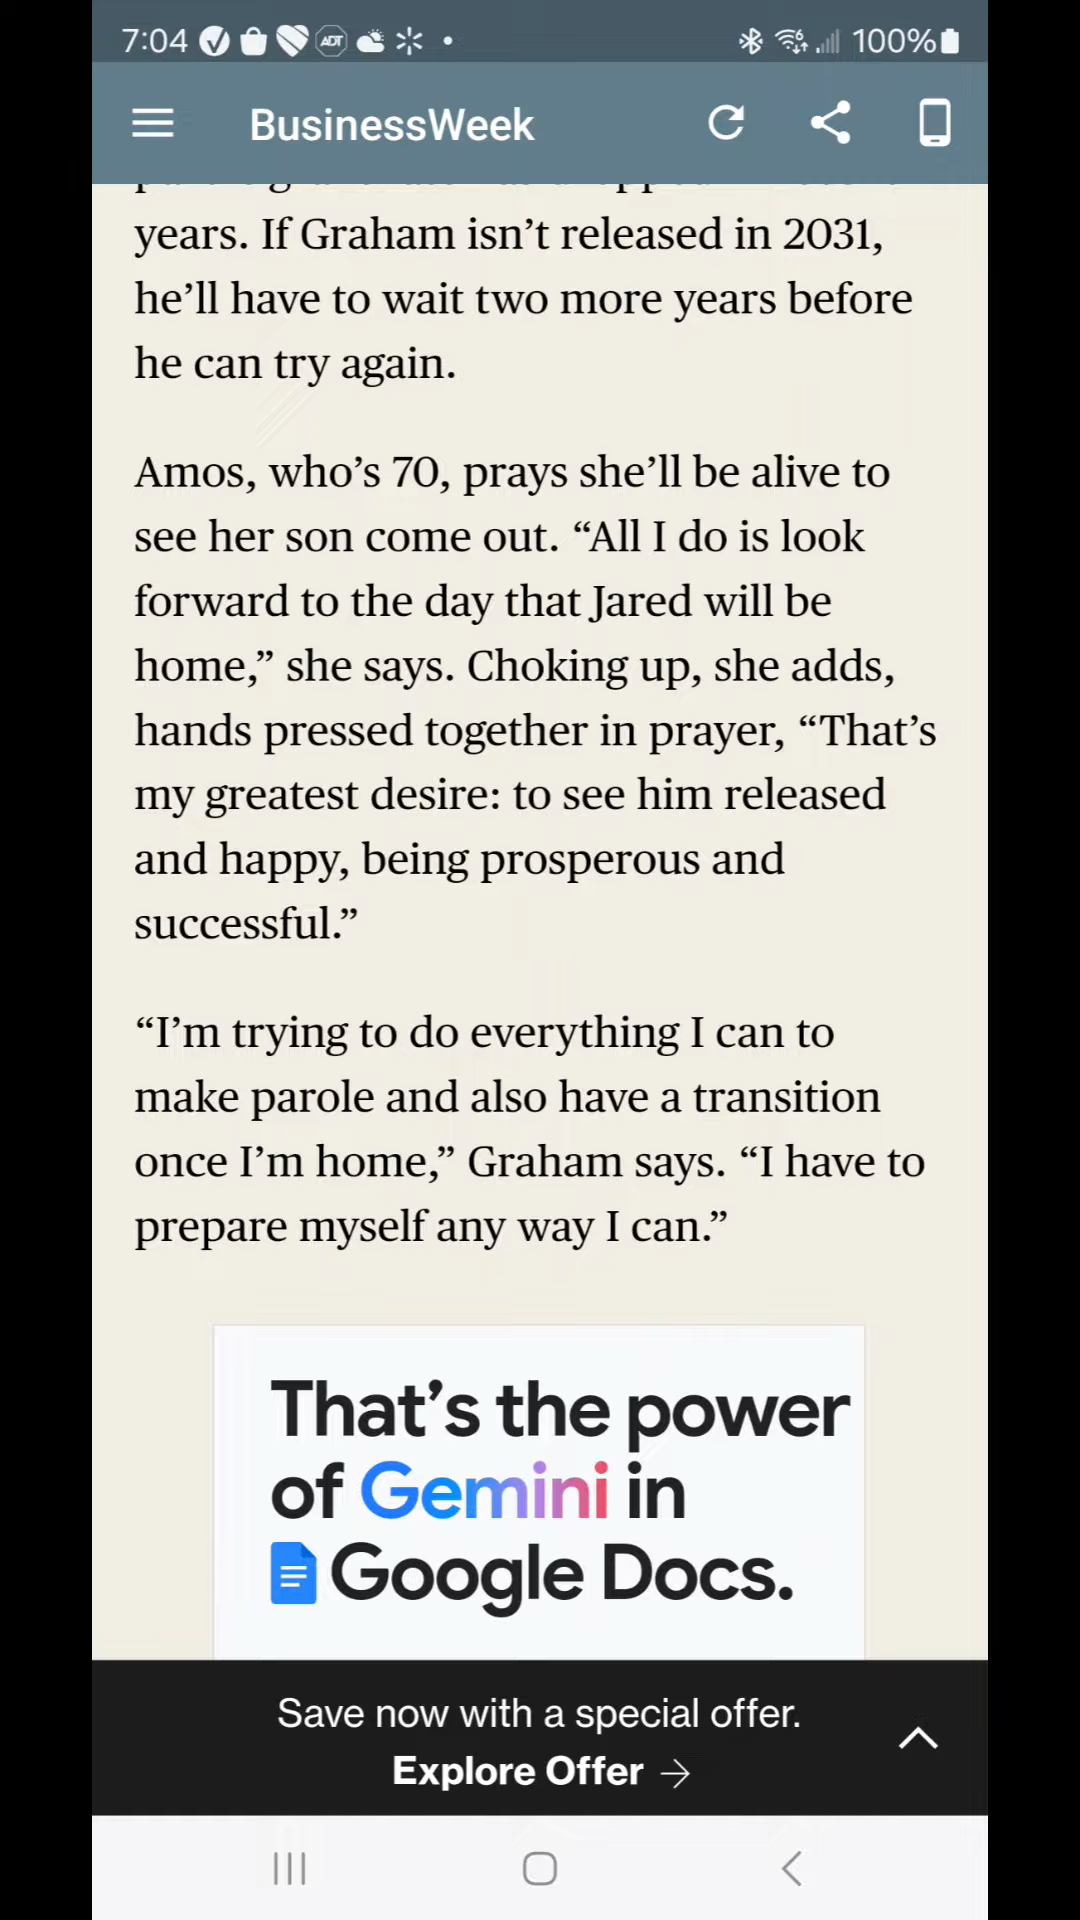 7:04 ADT 100%
BusinessWeek
years. If Graham isn’t released in 2031,
he’ll have to wait two more years before
he can try again.
Amos, who’s 70, prays she’ll be alive to
see her son come out. “All I do is look
forward to the day that Jared will be
home,” she says. Choking up, she adds,
hands pressed together in prayer, “That’s
my greatest desire: to see him released
and happy, being prosperous and
successful.”
“I’m trying to do everything I can to
make parole and also have a transition
once I’m home,” Graham says. “I have to
prepare myself any way I can.”
That’s the power
of Gemini in
Google Docs.
Save now with a special offer.
Explore Offer →